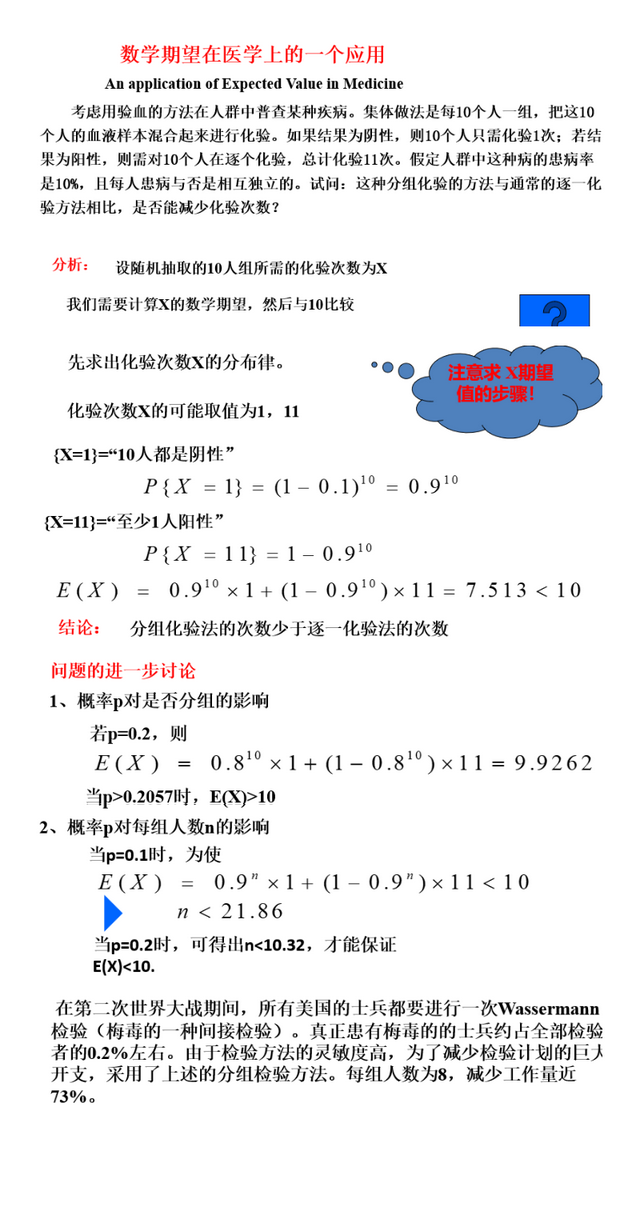 数学期望在医学上的一个应用
An application of Expected Value in Medicine
考虑用验血的方法在人群中普查某种疾病。集体做法是每10个人一组，把这10
个人的血液样本混合起来进行化验。如果结果为阴性，则10个人只需化验1次；若结
果为阳性，则需对10个人在逐个化验，总计化验11次。假定人群中这种病的患病率
是10%，且每人患病与否是相互独立的。试问：这种分组化验的方法与通常的逐一化
验方法相比，是否能减少化验次数？
分析： 设随机抽取的10人组所需的化验次数为X
我们需要计算X的数学期望，然后与10比较
?
先求出化验次数X的分布律。
注意求 X期望
值的步骤！
化验次数X的可能取值为1，11
{X=1}=“10人都是阴性”
P{X = 1} = (1 − 0.1)¹⁰ = 0.9¹⁰
{X=11}=“至少1人阳性”
P{X = 11} = 1 − 0.9¹⁰
E(X) = 0.9¹⁰ × 1 + (1 − 0.9¹⁰) × 11 = 7.513 < 10
结论： 分组化验法的次数少于逐一化验法的次数
问题的进一步讨论
1、概率p对是否分组的影响
若p=0.2，则
E(X) = 0.8¹⁰ × 1 + (1 − 0.8¹⁰) × 11 = 9.9262
当p>0.2057时，E(X)>10
2、概率p对每组人数n的影响
当p=0.1时，为使
E(X) = 0.9ⁿ × 1 + (1 − 0.9ⁿ) × 11 < 10
n < 21.86
当p=0.2时，可得出n<10.32，才能保证
E(X)<10.
在第二次世界大战期间，所有美国的士兵都要进行一次Wassermann
检验（梅毒的一种间接检验）。真正患有梅毒的的士兵约占全部检验
者的0.2%左右。由于检验方法的灵敏度高，为了减少检验计划的巨大
开支，采用了上述的分组检验方法。每组人数为8，减少工作量近
73%。